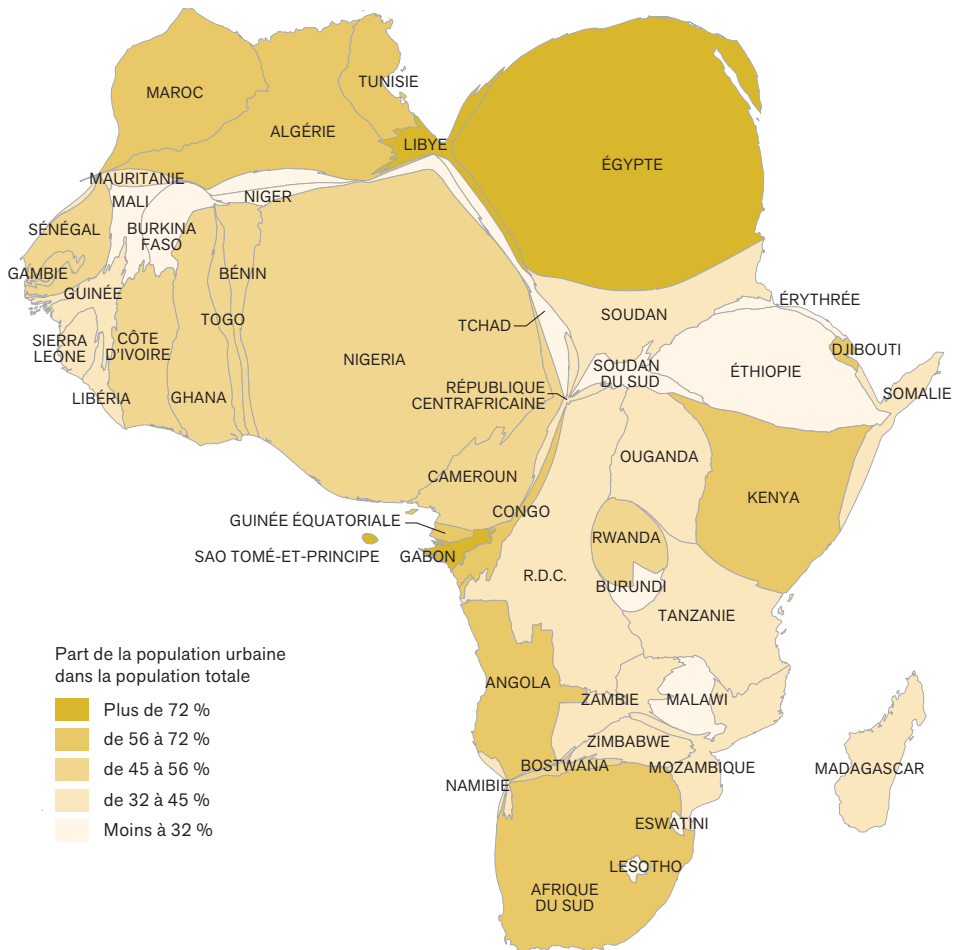 MAROC
TUNISIE
ALGÉRIE
LIBYE
ÉGYPTE
MAURITANIE
MALI
NIGER
SÉNÉGAL
BURKINA
FASO
GAMBIE
BÉNIN
GUINÉE
ÉRYTHRÉE
TCHAD
SOUDAN
TOGO
SIERRA
LEONE
CÔTE
D'IVOIRE
NIGERIA
DJIBOUTI
SOUDAN
DU SUD
ÉTHIOPIE
RÉPUBLIQUE
CENTRAFRICAINE
SOMALIE
LIBÉRIA
GHANA
OUGANDA
CAMEROUN
KENYA
CONGO
GUINÉE ÉQUATORIALE
RWANDA
SAO TOMÉ-ET-PRINCIPE
GABON
R.D.C.
BURUNDI
TANZANIE
ANGOLA
ZAMBIE
MALAWI
ZIMBABWE
BOSTWANA
MOZAMBIQUE
MADAGASCAR
NAMIBIE
ESWATINI
LESOTHO
AFRIQUE
DU SUD
Part de la population urbaine
dans la population totale
Plus de 72 %
de 56 à 72 %
de 45 à 56 %
de 32 à 45 %
Moins à 32 %